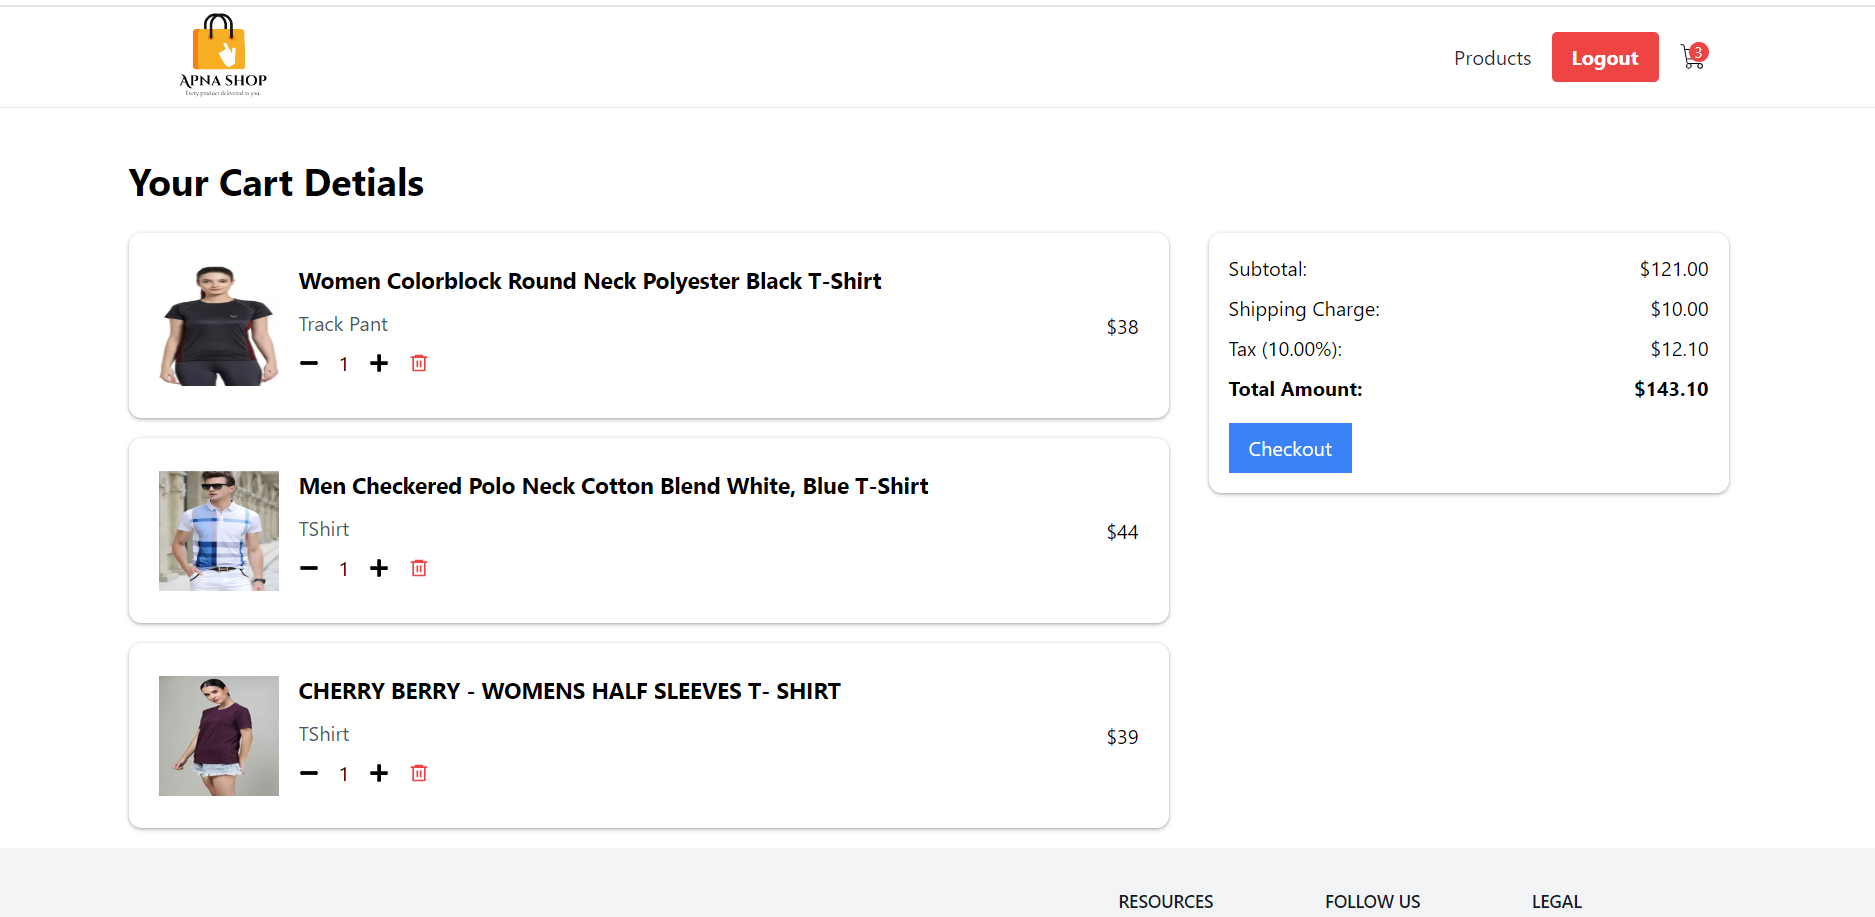 APNA SHOP
Every product delivered to you.
Products
Logout
3
Your Cart Detials
Women Colorblock Round Neck Polyester Black T-Shirt
Track Pant
$38
1
Men Checkered Polo Neck Cotton Blend White, Blue T-Shirt
TShirt
$44
1
CHERRY BERRY - WOMENS HALF SLEEVES T- SHIRT
TShirt
$39
1
Subtotal: $121.00
Shipping Charge: $10.00
Tax (10.00%): $12.10
Total Amount: $143.10
Checkout
RESOURCES FOLLOW US LEGAL